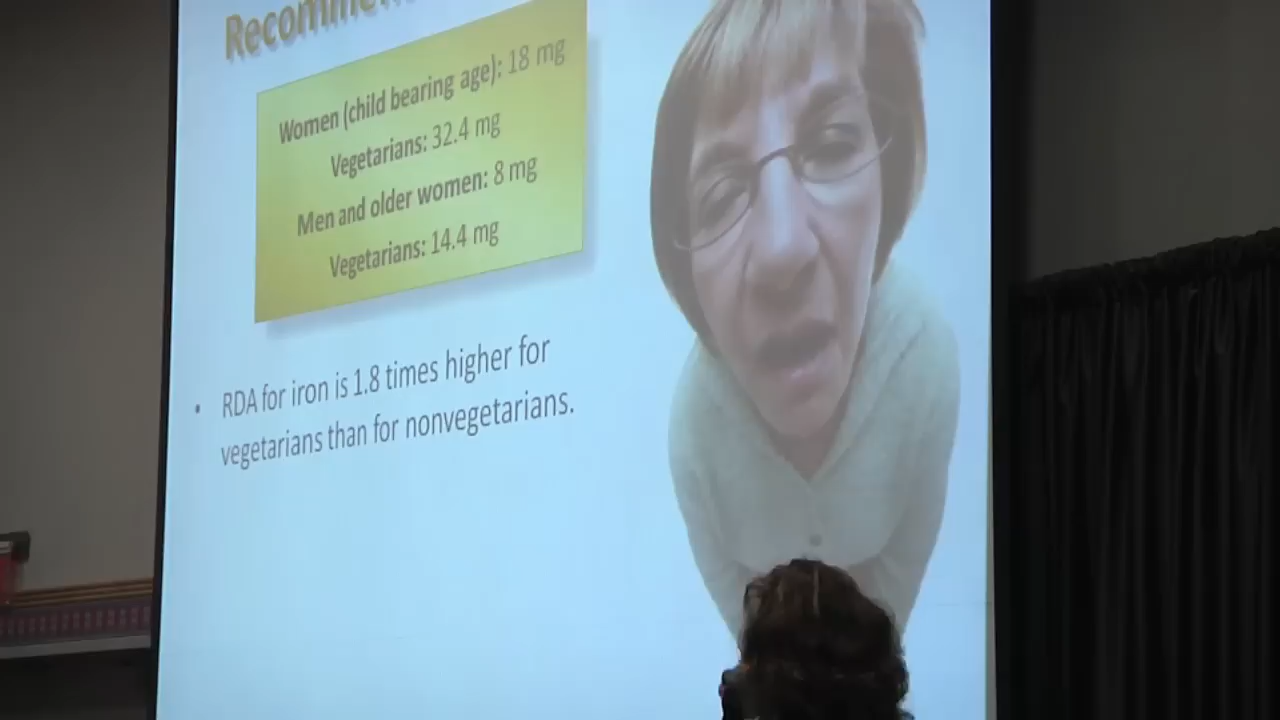 Women (child bearing age): 18 mg
Vegetarians: 32.4 mg
Men and older women: 8 mg
Vegetarians: 14.4 mg
• RDA for iron is 1.8 times higher for
vegetarians than for nonvegetarians.